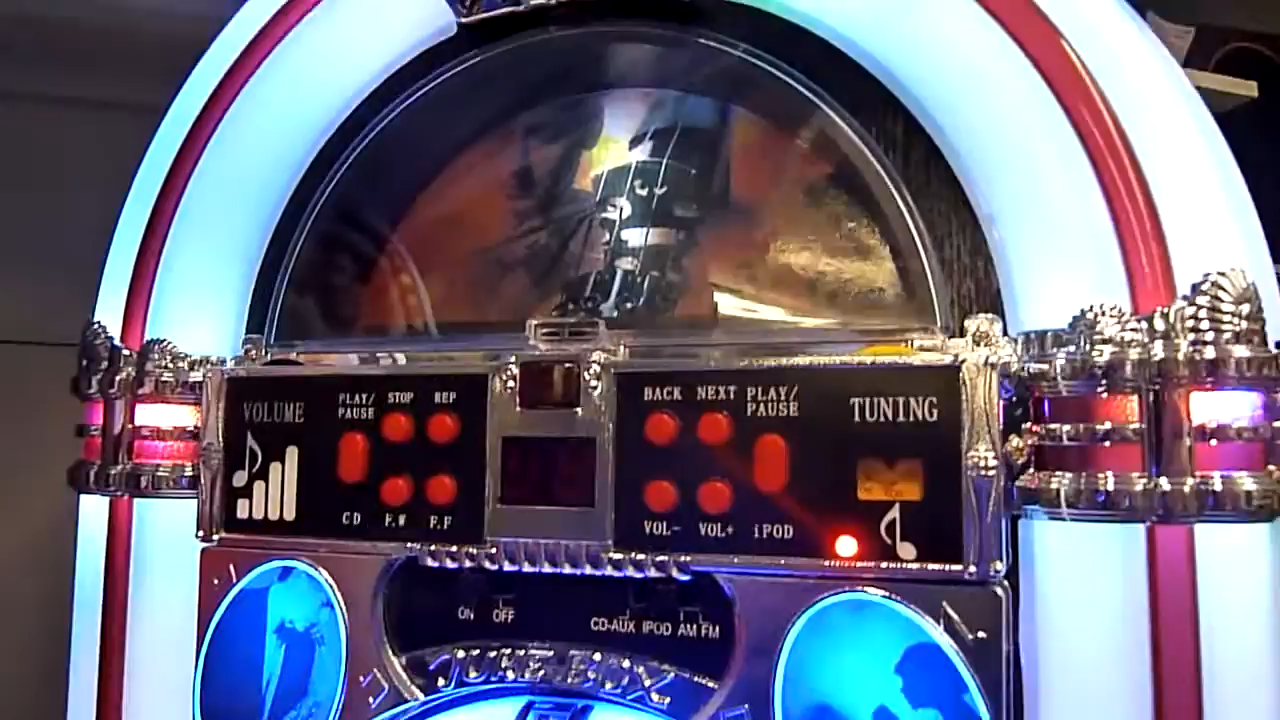 VOLUME
PLAY/
PAUSE
STOP
REP
CD
F.W
F.F
BACK
NEXT
PLAY/
PAUSE
VOL-
VOL+
iPOD
TUNING
ON
OFF
CD-AUX
IPOD
AM FM
JUKE-BOX